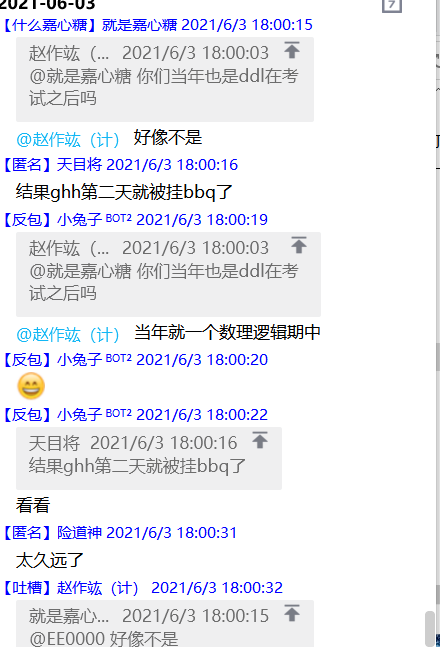 2021-06-03
7
【什么嘉心糖】就是嘉心糖 2021/6/3 18:00:15
赵作竑（... 2021/6/3 18:00:03
@就是嘉心糖 你们当年也是ddl在考
试之后吗
@赵作竑（计） 好像不是
【匿名】天目将 2021/6/3 18:00:16
结果ghh第二天就被挂bbq了
【反包】小兔子 BOT² 2021/6/3 18:00:19
赵作竑（... 2021/6/3 18:00:03
@就是嘉心糖 你们当年也是ddl在考
试之后吗
@赵作竑（计） 当年就一个数理逻辑期中
【反包】小兔子 BOT² 2021/6/3 18:00:20
【反包】小兔子 BOT² 2021/6/3 18:00:22
天目将 2021/6/3 18:00:16
结果ghh第二天就被挂bbq了
看看
【匿名】险道神 2021/6/3 18:00:31
太久远了
【吐槽】赵作竑（计） 2021/6/3 18:00:32
就是嘉心... 2021/6/3 18:00:15
@EE0000 好像不是